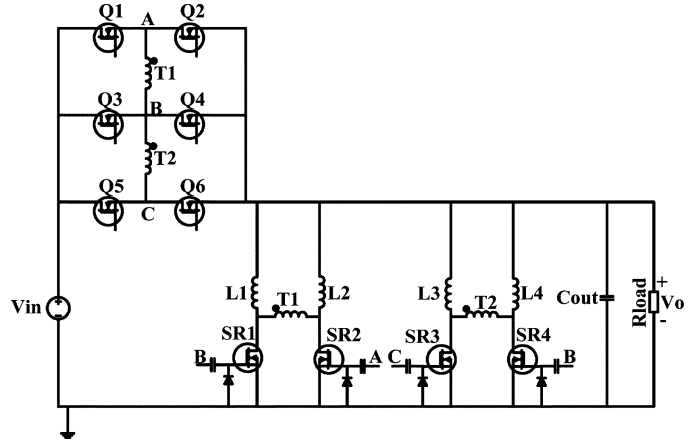 Q1 A Q2
T1
Q3 B Q4
T2
Q5 C Q6
Vin
L1 T1 L2
L3 T2 L4
Cout
Rload
+
Vo
-
SR1 SR2 SR3 SR4
B A C B